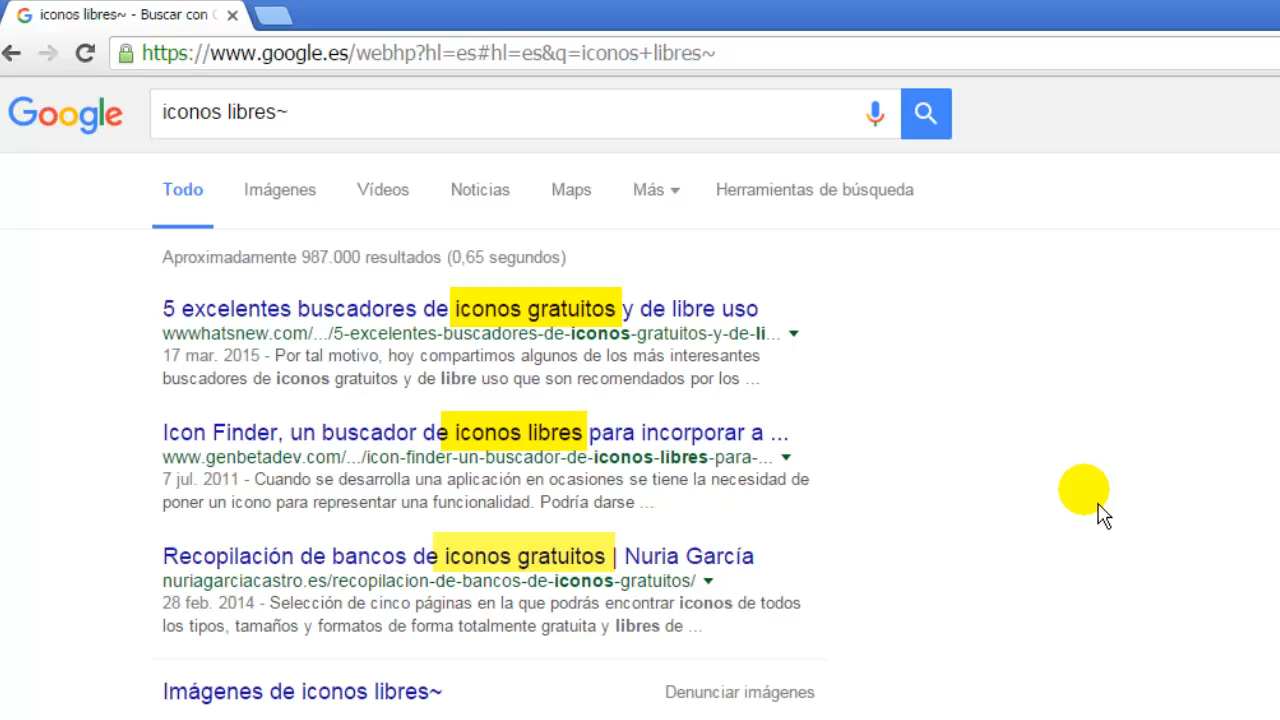 iconos libres~ - Buscar con
https://www.google.es/webhp?hl=es#hl=es&q=iconos+libres~
Google
iconos libres~
Todo Imágenes Vídeos Noticias Maps Más Herramientas de búsqueda
Aproximadamente 987.000 resultados (0,65 segundos)
5 excelentes buscadores de iconos gratuitos y de libre uso
wwwhatsnew.com/.../5-excelentes-buscadores-de-iconos-gratuitos-y-de-li...
17 mar. 2015 - Por tal motivo, hoy compartimos algunos de los más interesantes
buscadores de iconos gratuitos y de libre uso que son recomendados por los ...
Icon Finder, un buscador de iconos libres para incorporar a ...
www.genbetadev.com/.../icon-finder-un-buscador-de-iconos-libres-para-...
7 jul. 2011 - Cuando se desarrolla una aplicación en ocasiones se tiene la necesidad de
poner un icono para representar una funcionalidad. Podría darse ...
Recopilación de bancos de iconos gratuitos | Nuria García
nuriagarciacastro.es/recopilacion-de-bancos-de-iconos-gratuitos/
28 feb. 2014 - Selección de cinco páginas en la que podrás encontrar iconos de todos
los tipos, tamaños y formatos de forma totalmente gratuita y libres de ...
Imágenes de iconos libres~ Denunciar imágenes